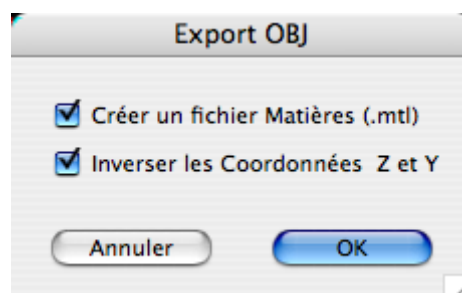 Export OBJ
Créer un fichier Matières (.mtl)
Inverser les Coordonnées Z et Y
Annuler OK